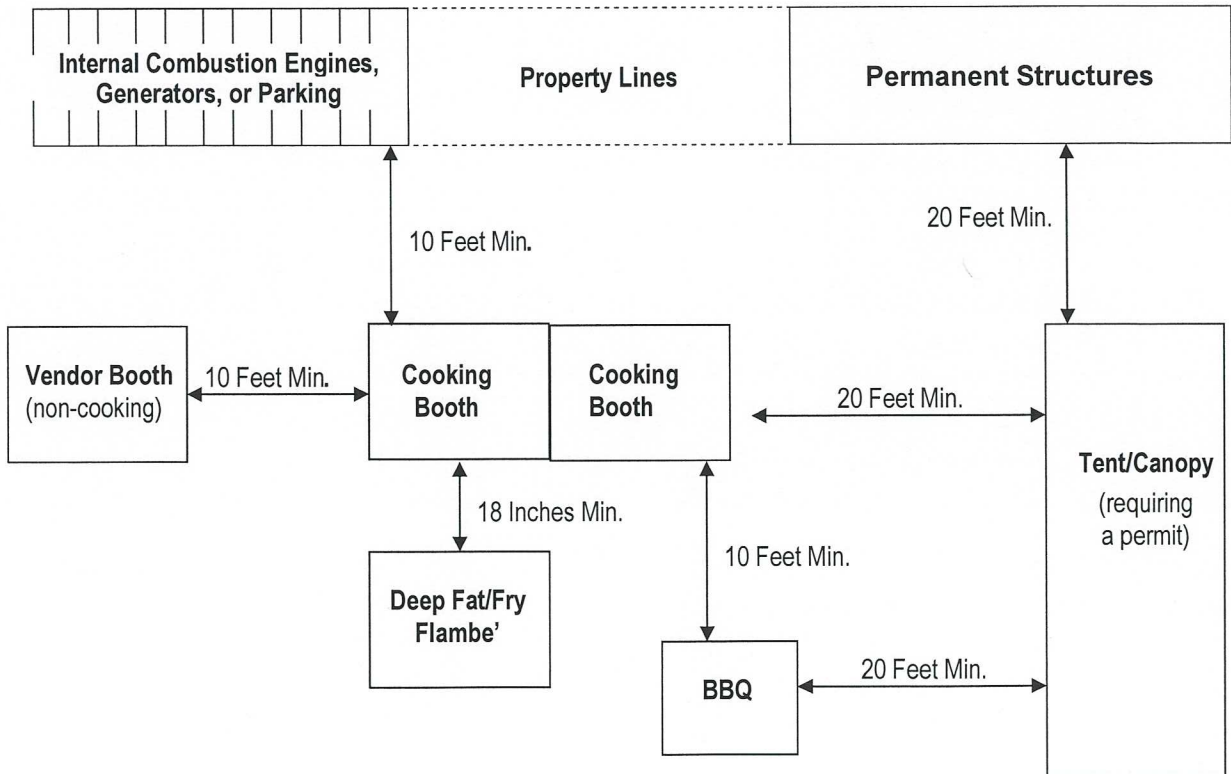 Internal Combustion Engines,
Generators, or Parking
Property Lines
Permanent Structures
10 Feet Min.
20 Feet Min.
Vendor Booth
(non-cooking)
10 Feet Min.
Cooking
Booth
Cooking
Booth
20 Feet Min.
Tent/Canopy
(requiring
a permit)
18 Inches Min.
10 Feet Min.
Deep Fat/Fry
Flambe’
BBQ
20 Feet Min.